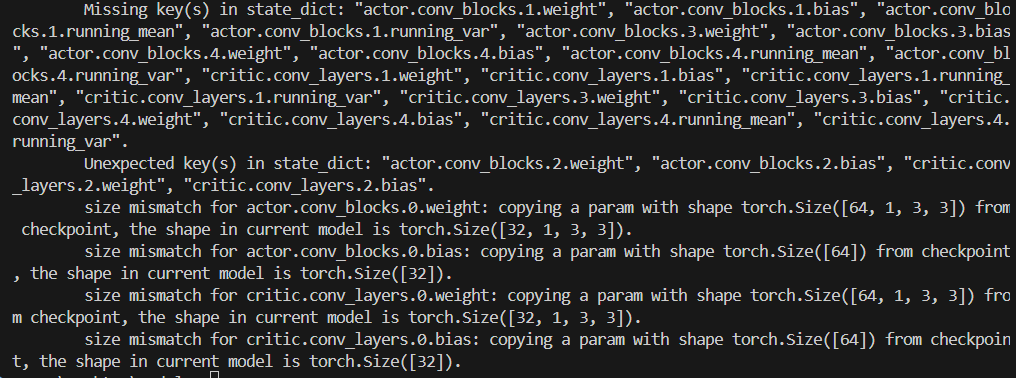 Missing key(s) in state_dict: "actor.conv_blocks.1.weight", "actor.conv_blocks.1.bias", "actor.conv_blo
cks.1.running_mean", "actor.conv_blocks.1.running_var", "actor.conv_blocks.3.weight", "actor.conv_blocks.3.bias
", "actor.conv_blocks.4.weight", "actor.conv_blocks.4.bias", "actor.conv_blocks.4.running_mean", "actor.conv_bl
ocks.4.running_var", "critic.conv_layers.1.weight", "critic.conv_layers.1.bias", "critic.conv_layers.1.running_
mean", "critic.conv_layers.1.running_var", "critic.conv_layers.3.weight", "critic.conv_layers.3.bias", "critic.
conv_layers.4.weight", "critic.conv_layers.4.bias", "critic.conv_layers.4.running_mean", "critic.conv_layers.4.
running_var".
Unexpected key(s) in state_dict: "actor.conv_blocks.2.weight", "actor.conv_blocks.2.bias", "critic.conv
_layers.2.weight", "critic.conv_layers.2.bias".
size mismatch for actor.conv_blocks.0.weight: copying a param with shape torch.Size([64, 1, 3, 3]) from
checkpoint, the shape in current model is torch.Size([32, 1, 3, 3]).
size mismatch for actor.conv_blocks.0.bias: copying a param with shape torch.Size([64]) from checkpoint
, the shape in current model is torch.Size([32]).
size mismatch for critic.conv_layers.0.weight: copying a param with shape torch.Size([64, 1, 3, 3]) fro
m checkpoint, the shape in current model is torch.Size([32, 1, 3, 3]).
size mismatch for critic.conv_layers.0.bias: copying a param with shape torch.Size([64]) from checkpoin
t, the shape in current model is torch.Size([32]).